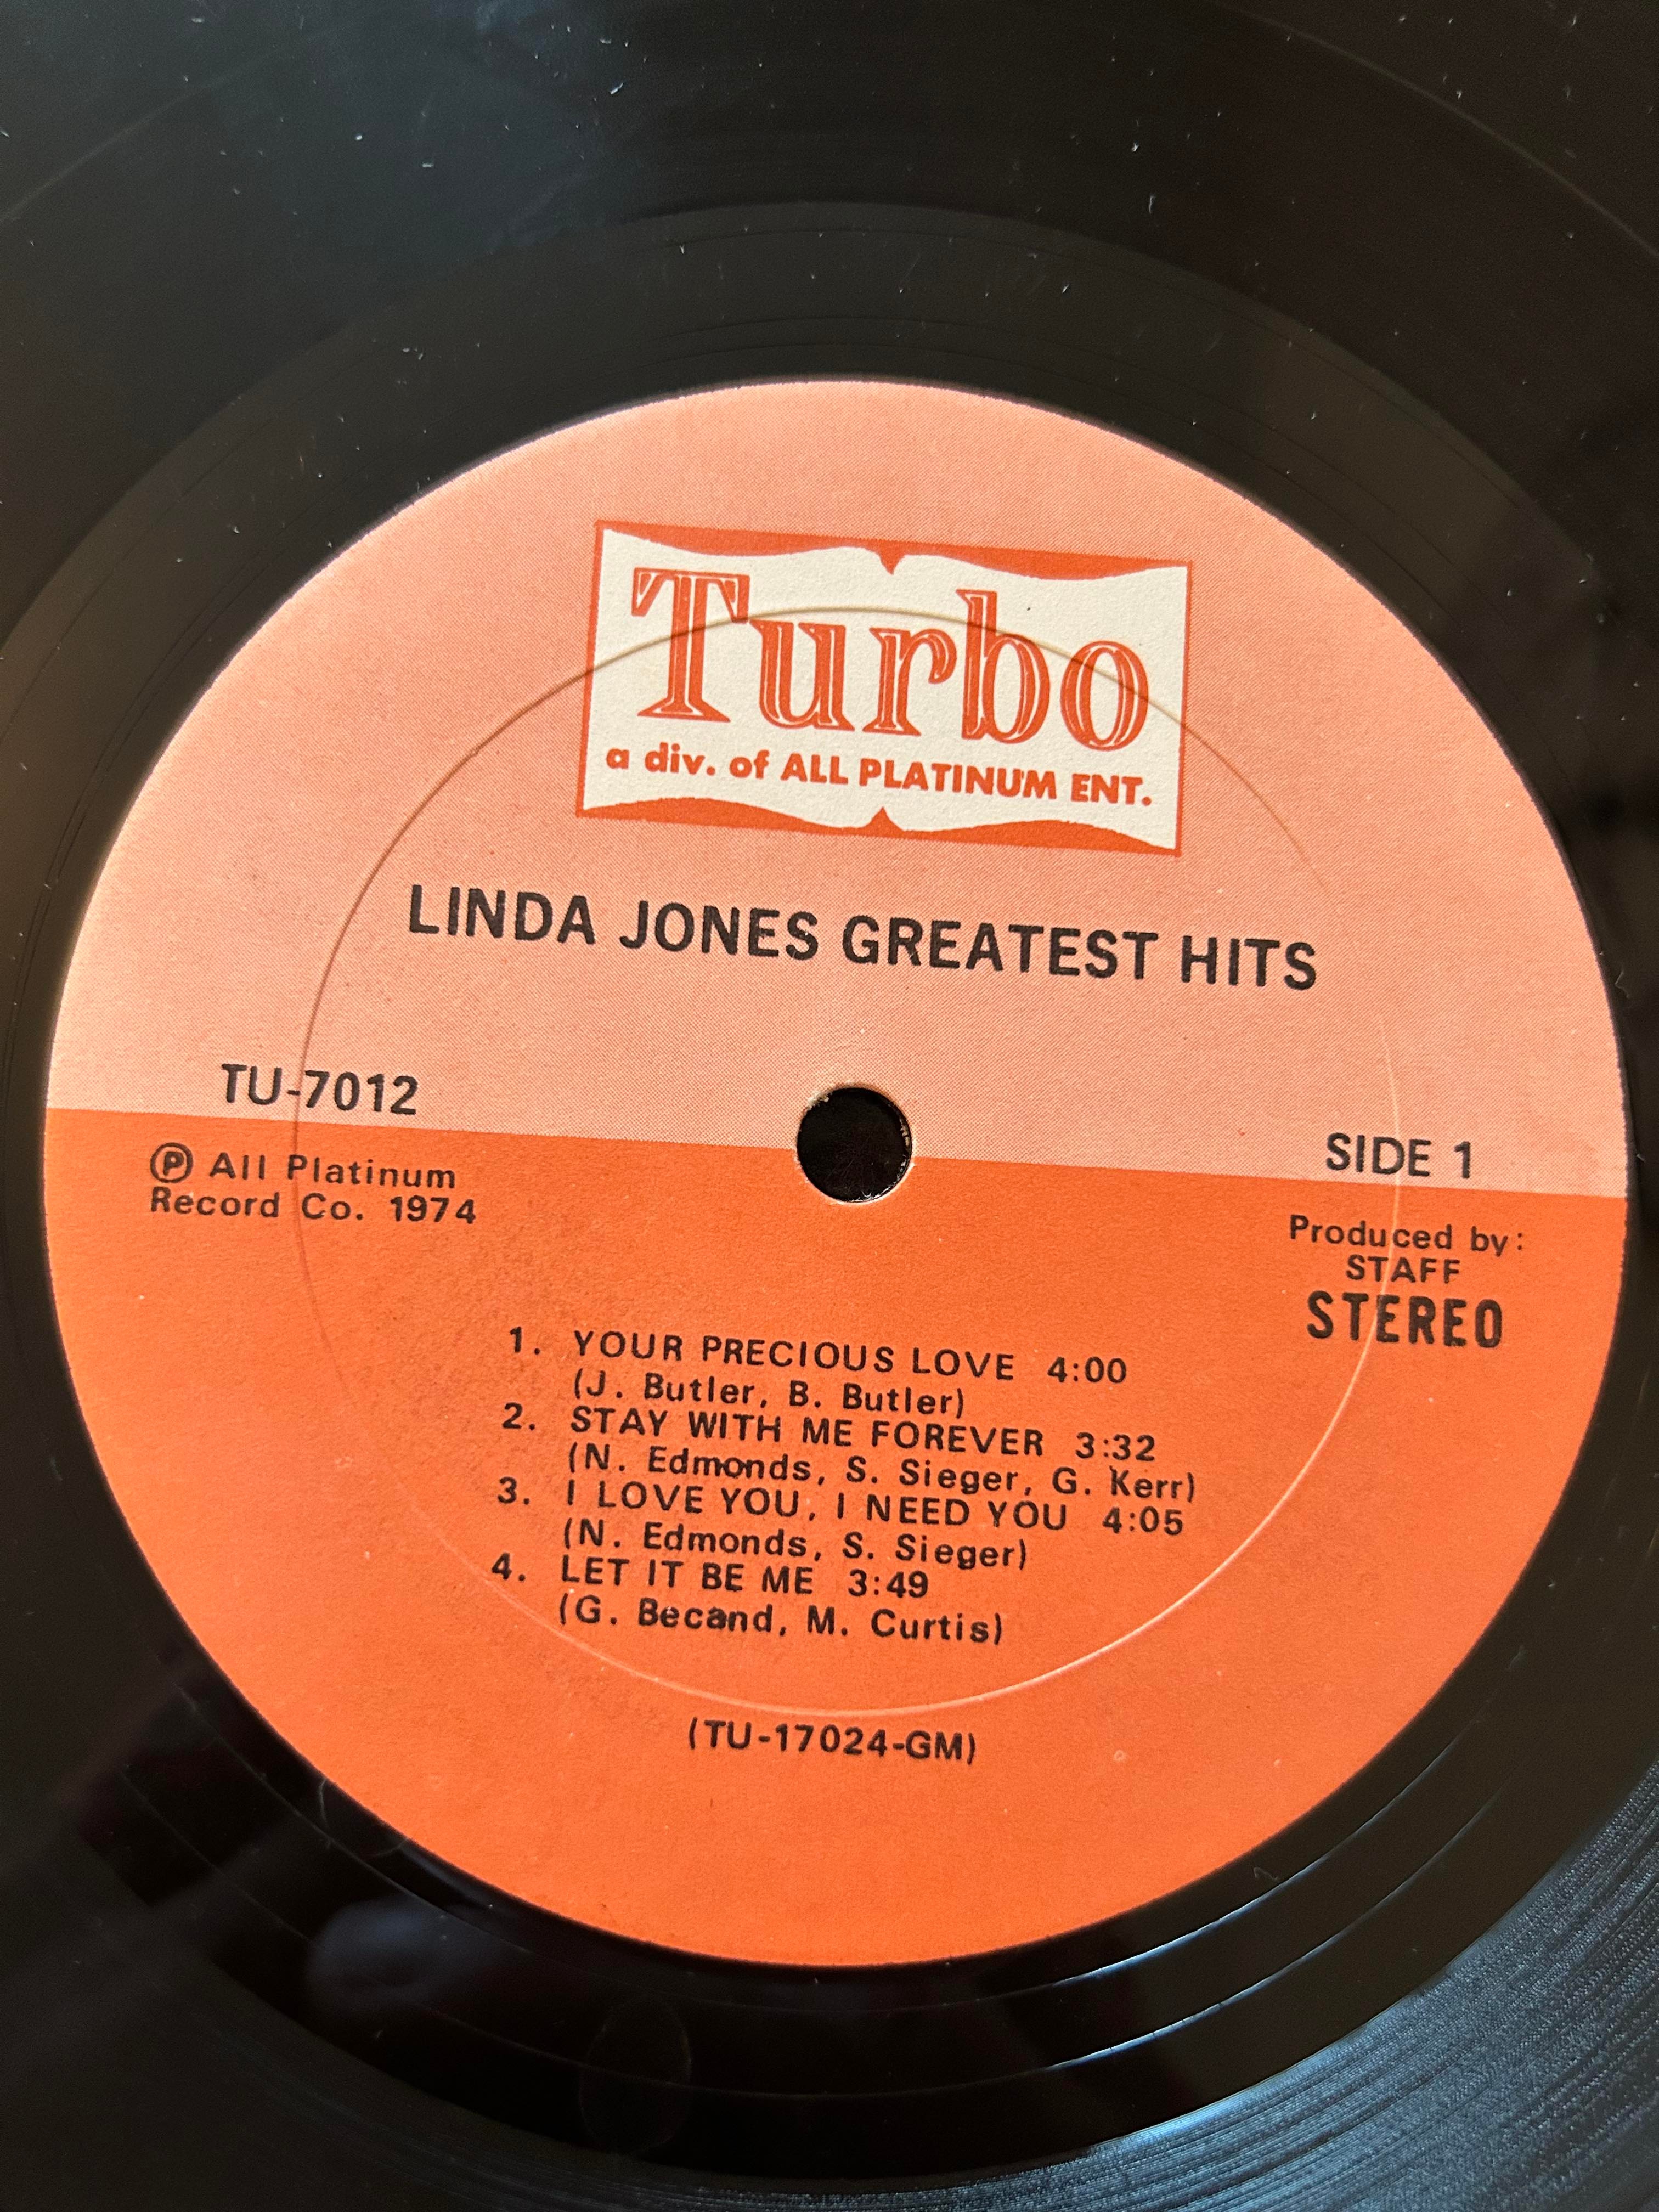 Turbo
a div. of ALL PLATINUM ENT.
LINDA JONES GREATEST HITS
TU-7012
SIDE 1
Ⓟ All Platinum
Record Co. 1974
Produced by:
STAFF
STEREO
1. YOUR PRECIOUS LOVE 4:00
(J. Butler, B. Butler)
2. STAY WITH ME FOREVER 3:32
(N. Edmonds, S. Sieger, G. Kerr)
3. I LOVE YOU, I NEED YOU 4:05
(N. Edmonds, S. Sieger)
4. LET IT BE ME 3:49
(G. Becand, M. Curtis)
(TU-17024-GM)